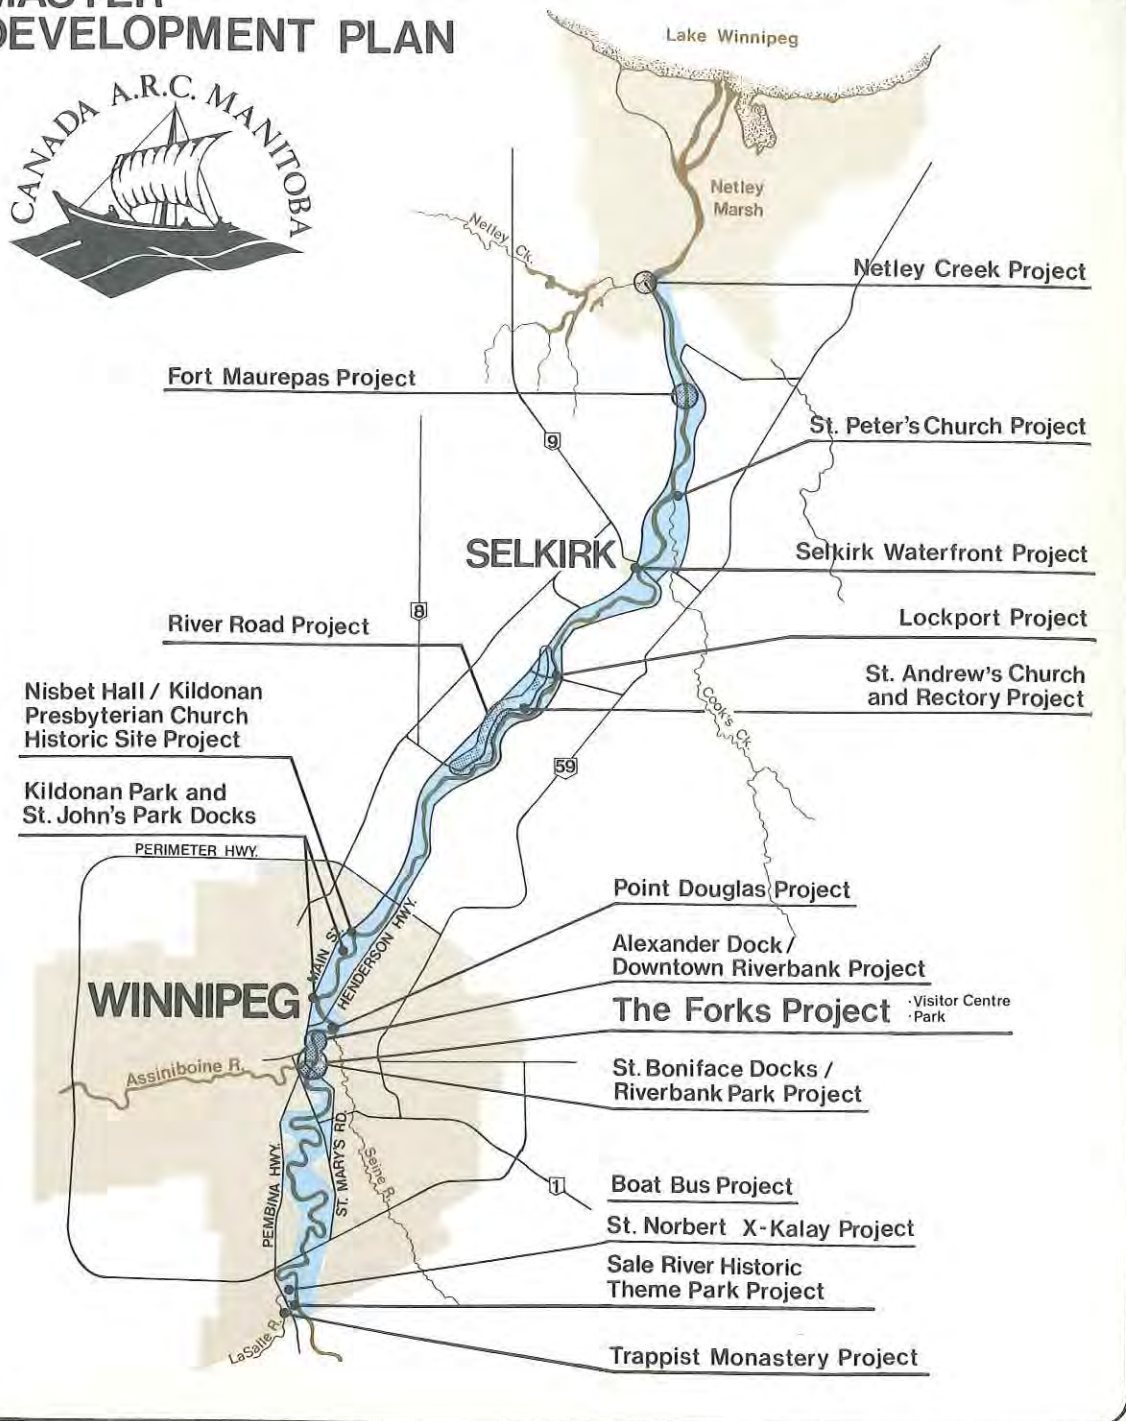 DEVELOPMENT PLAN
CANADA A.R.C. MANITOBA
Lake Winnipeg
Netley
Marsh
Netley Ck.
Netley Creek Project
Fort Maurepas Project
St. Peter's Church Project
9
SELKIRK
Selkirk Waterfront Project
8
River Road Project
Lockport Project
St. Andrew's Church
and Rectory Project
Nisbet Hall / Kildonan
Presbyterian Church
Historic Site Project
Cook's Ck.
59
Kildonan Park and
St. John's Park Docks
PERIMETER HWY.
Point Douglas Project
MAIN ST.
HENDERSON HWY.
Alexander Dock /
Downtown Riverbank Project
WINNIPEG
The Forks Project
·Visitor Centre
·Park
Assiniboine R.
St. Boniface Docks /
Riverbank Park Project
PEMBINA HWY.
ST. MARY'S RD.
Seine R.
1
Boat Bus Project
St. Norbert X-Kalay Project
Sale River Historic
Theme Park Project
LaSalle R.
Trappist Monastery Project